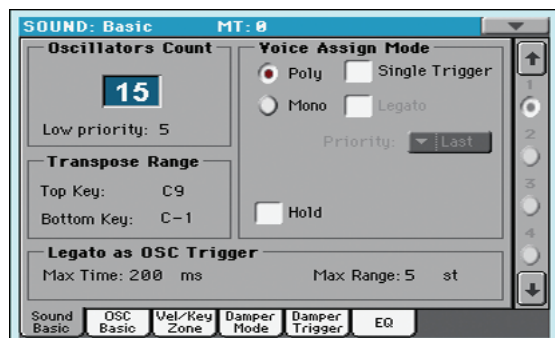 SOUND: Basic MT: 0
Oscillators Count
15
Low priority: 5
Transpose Range
Top Key: C9
Bottom Key: C-1
Voice Assign Mode
Poly Single Trigger
Mono Legato
Priority: Last
Hold
Legato as OSC Trigger
Max Time: 200 ms Max Range: 5 st
1
2
3
4
Sound Basic
OSC Basic
Vel/Key Zone
Damper Mode
Damper Trigger
EQ